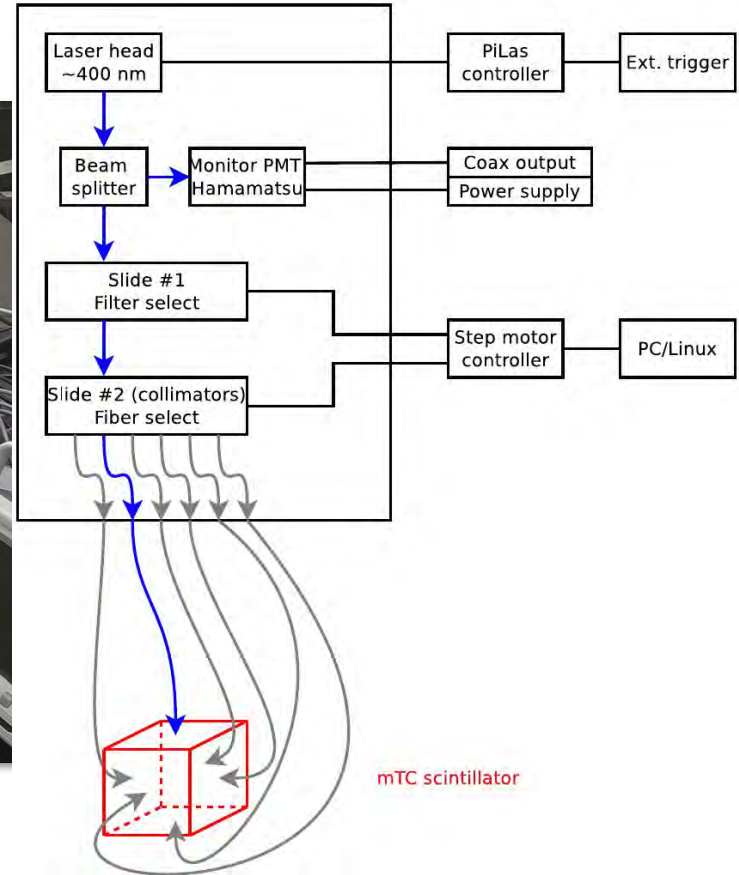 Laser head
~400 nm
PiLas
controller
Ext. trigger
Beam
splitter
Monitor PMT
Hamamatsu
Coax output
Power supply
Slide #1
Filter select
Step motor
controller
PC/Linux
Slide #2 (collimators)
Fiber select
mTC scintillator